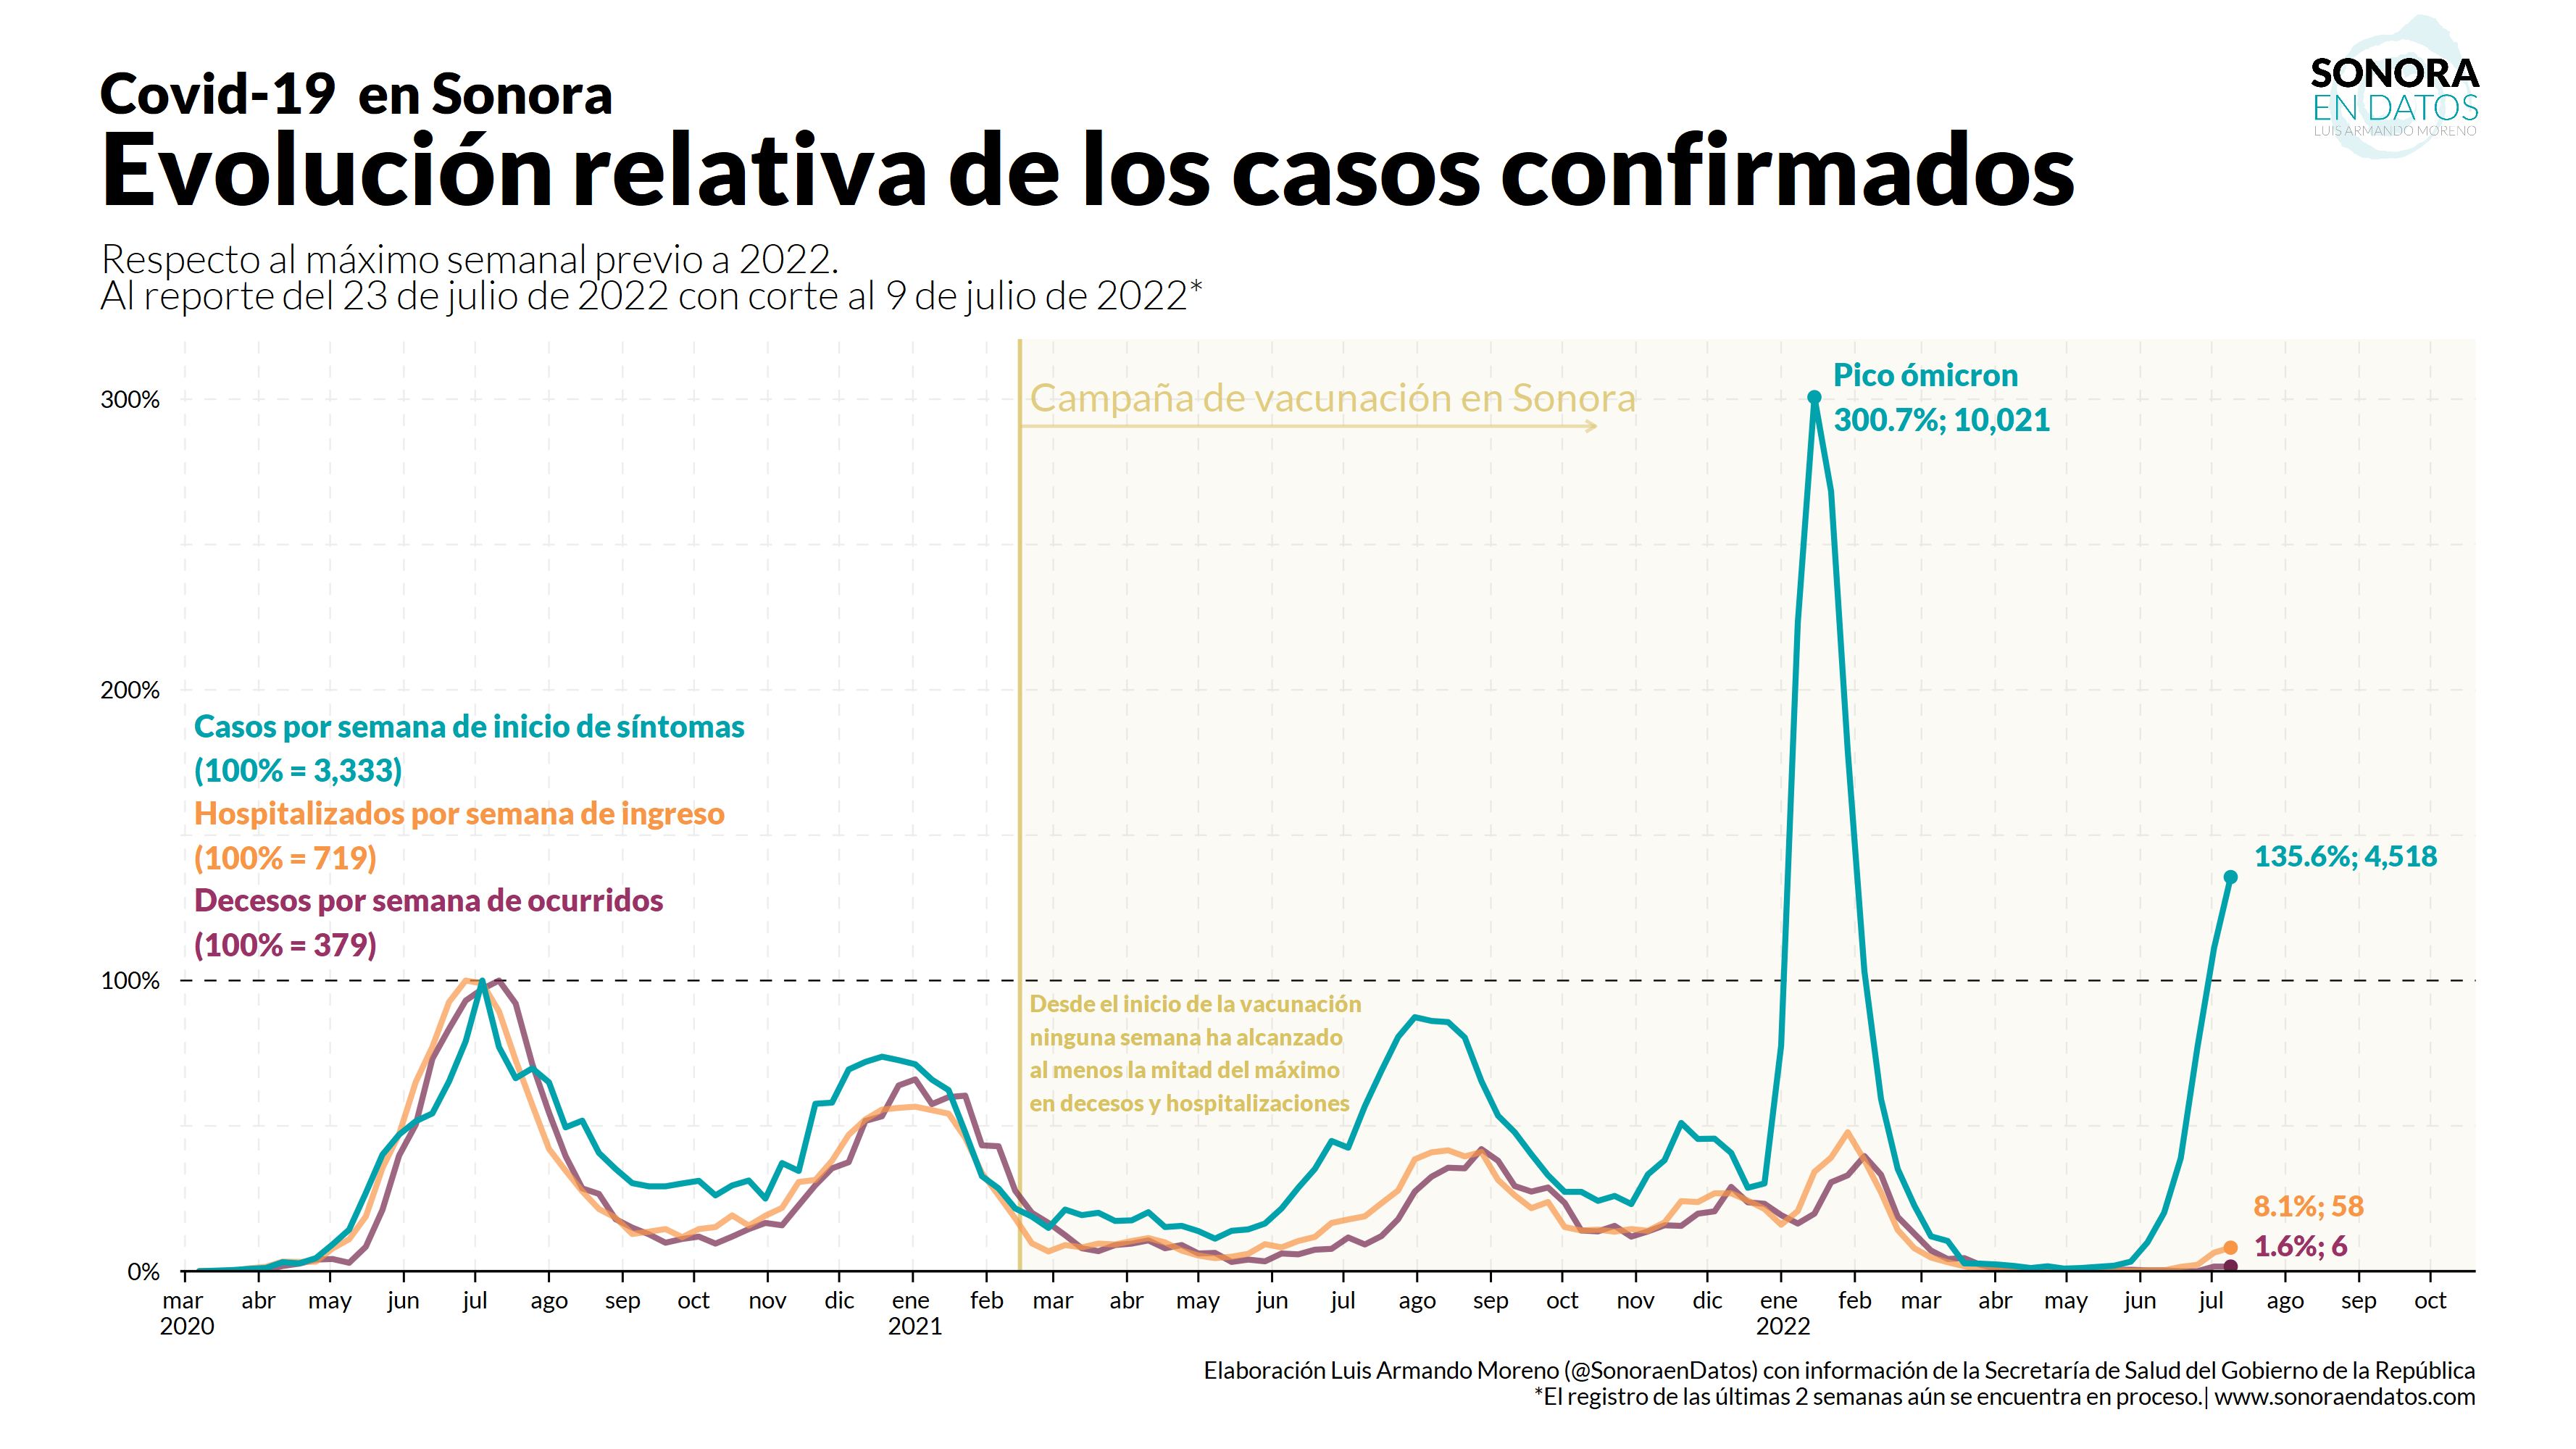 SONORA
EN DATOS
LUIS ARMANDO MORENO
Covid-19 en Sonora
Evolución relativa de los casos confirmados
Respecto al máximo semanal previo a 2022.
Al reporte del 23 de julio de 2022 con corte al 9 de julio de 2022*
300%
200%
100%
0%
Campaña de vacunación en Sonora
Pico ómicron
300.7%; 10,021
Casos por semana de inicio de síntomas
(100% = 3,333)
Hospitalizados por semana de ingreso
(100% = 719)
Decesos por semana de ocurridos
(100% = 379)
135.6%; 4,518
Desde el inicio de la vacunación
ninguna semana ha alcanzado
al menos la mitad del máximo
en decesos y hospitalizaciones
8.1%; 58
1.6%; 6
mar abr may jun jul ago sep oct nov dic ene feb mar abr may jun jul ago sep oct nov dic ene feb mar abr may jun jul ago sep oct
2020 2021 2022
Elaboración Luis Armando Moreno (@SonoraenDatos) con información de la Secretaría de Salud del Gobierno de la República
*El registro de las últimas 2 semanas aún se encuentra en proceso.| www.sonoraendatos.com